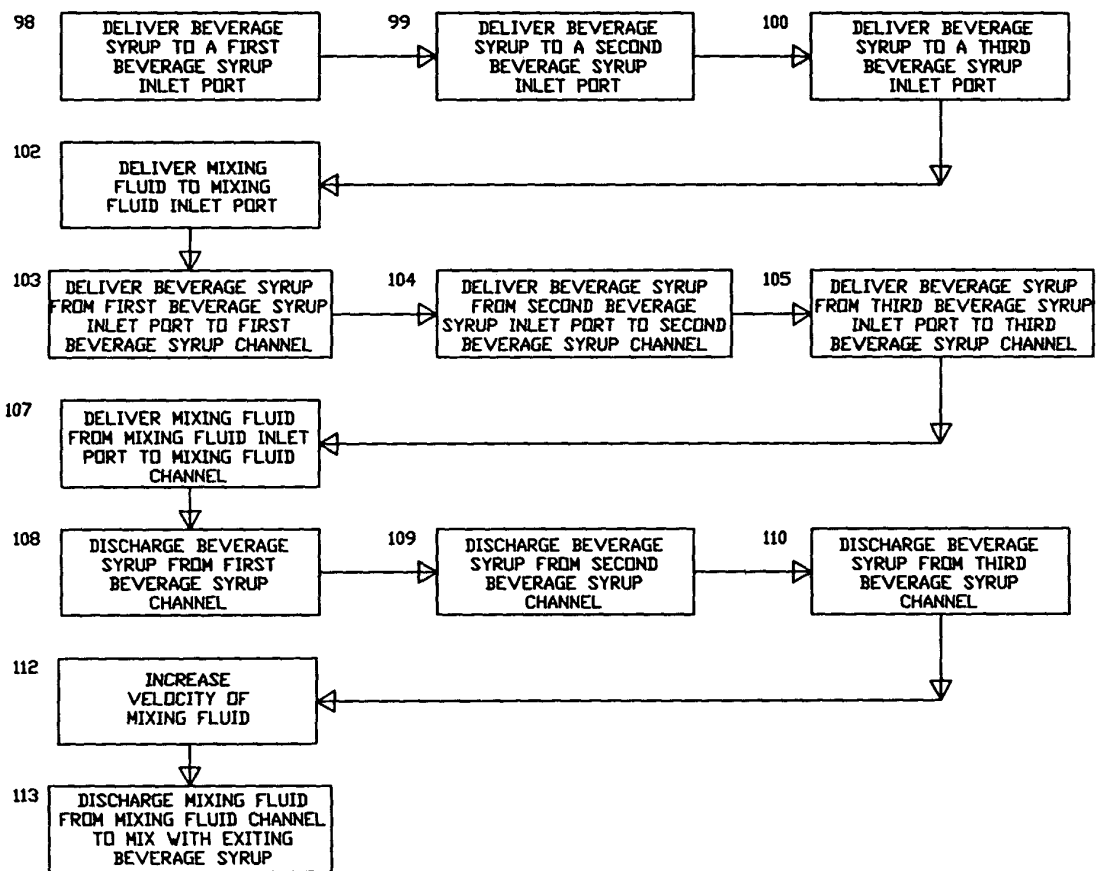 98
DELIVER BEVERAGE
SYRUP TO A FIRST
BEVERAGE SYRUP
INLET PORT
99
DELIVER BEVERAGE
SYRUP TO A SECOND
BEVERAGE SYRUP
INLET PORT
100
DELIVER BEVERAGE
SYRUP TO A THIRD
BEVERAGE SYRUP
INLET PORT
102
DELIVER MIXING
FLUID TO MIXING
FLUID INLET PORT
103
DELIVER BEVERAGE SYRUP
FROM FIRST BEVERAGE SYRUP
INLET PORT TO FIRST
BEVERAGE SYRUP CHANNEL
104
DELIVER BEVERAGE SYRUP
FROM SECOND BEVERAGE
SYRUP INLET PORT TO SECOND
BEVERAGE SYRUP CHANNEL
105
DELIVER BEVERAGE SYRUP
FROM THIRD BEVERAGE SYRUP
INLET PORT TO THIRD
BEVERAGE SYRUP CHANNEL
107
DELIVER MIXING FLUID
FROM MIXING FLUID INLET
PORT TO MIXING FLUID
CHANNEL
108
DISCHARGE BEVERAGE
SYRUP FROM FIRST
BEVERAGE SYRUP
CHANNEL
109
DISCHARGE BEVERAGE
SYRUP FROM SECOND
BEVERAGE SYRUP
CHANNEL
110
DISCHARGE BEVERAGE
SYRUP FROM THIRD
BEVERAGE SYRUP
CHANNEL
112
INCREASE
VELOCITY OF
MIXING FLUID
113
DISCHARGE MIXING FLUID
FROM MIXING FLUID CHANNEL
TO MIX WITH EXITING
BEVERAGE SYRUP